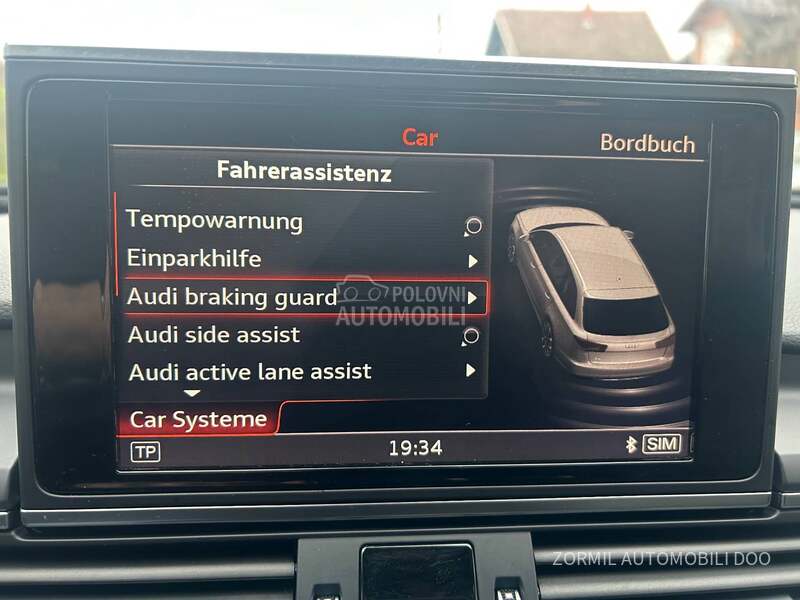 Car
Bordbuch
Fahrerassistenz
Tempowarnung
Einparkhilfe
Audi braking guard
POLOVNI
AUTOMOBILI
Audi side assist
Audi active lane assist
Car Systeme
TP
19:34
SIM
ZORMIL AUTOMOBILI DOO